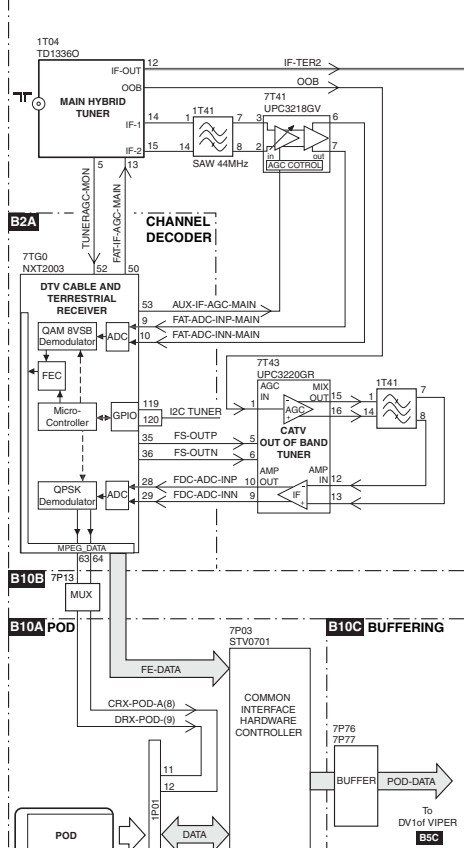 1T04
TD1336O
12
IF-TER2
IF-OUT
OOB
OOB
MAIN HYBRID
TUNER
14
IF-1
15
IF-2
1T41
1
7
14
8
SAW 44MHz
7T41
UPC3218GV
3
6
2
7
in
out
AGC COTROL
5
13
TUNERAGC-MON
FAT-IF-AGC-MAIN
B2A
CHANNEL
DECODER
7TG0
NXT2003
52
50
DTV CABLE AND
TERRESTRIAL
RECEIVER
53
AUX-IF-AGC-MAIN
9
FAT-ADC-INP-MAIN
10
FAT-ADC-INN-MAIN
QAM 8VSB
Demodulator
ADC
FEC
Micro-
Controller
GPIO
119
120
I2C TUNER
35
FS-OUTP
5
36
FS-OUTN
6
28
FDC-ADC-INP
10
29
FDC-ADC-INN
9
QPSK
Demodulator
ADC
MPEG_DATA
63
64
7T43
UPC3220GR
AGC
IN
MIX
OUT
1
15
16
AGC
CATV
OUT OF BAND
TUNER
AMP
OUT
AMP
IN
12
13
IF
1T41
1
7
14
8
B10B
7P13
MUX
B10A
POD
B10C
BUFFERING
FE-DATA
7P03
STV0701
COMMON
INTERFACE
HARDWARE
CONTROLLER
CRX-POD-A(8)
DRX-POD-(9)
11
12
1P01
POD
DATA
7P76
7P77
BUFFER
POD-DATA
To
DV1of VIPER
B5C